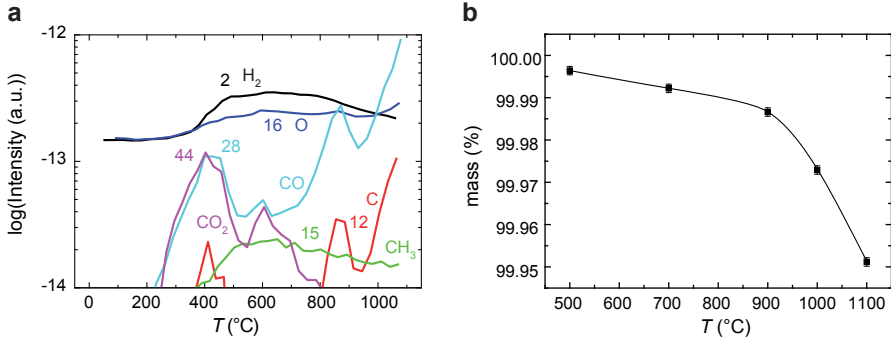 a
-12
-13
-14
log(Intensity (a.u.))
2 H₂
16 O
44
28
CO
CO₂
15
12
C
CH₃
0 200 400 600 800 1000
T (°C)
b
100.00
99.99
99.98
99.97
99.96
99.95
mass (%)
500 600 700 800 900 1000 1100
T (°C)